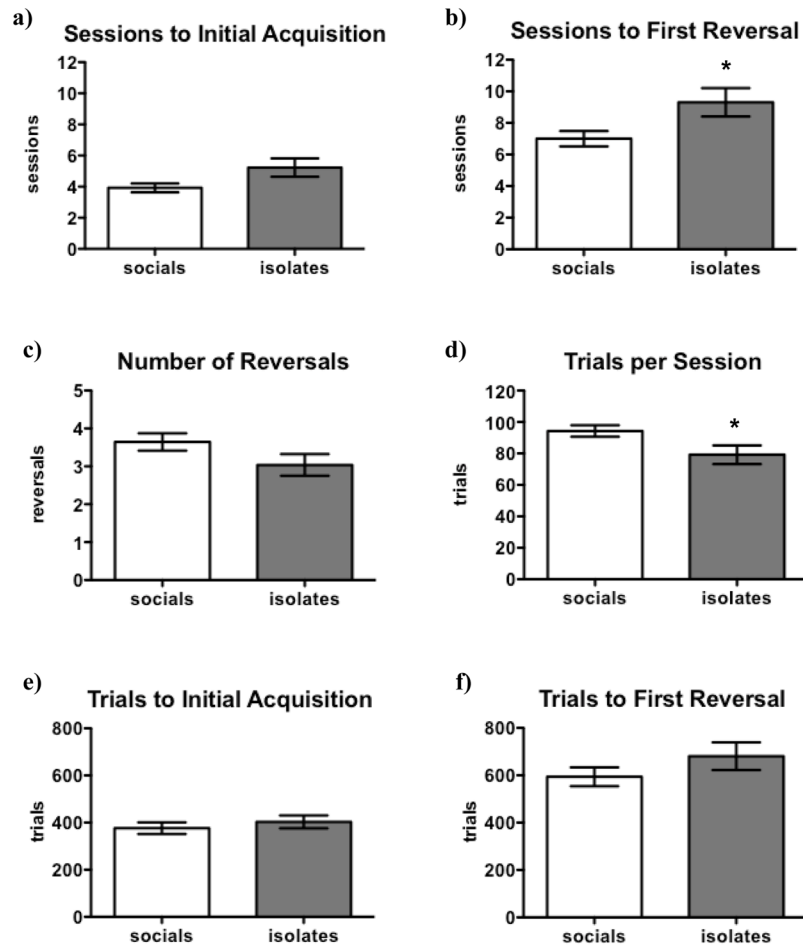 a)
Sessions to Initial Acquisition
12
10
8
6
4
2
0
sessions
socials isolates
b)
Sessions to First Reversal
12
10
8
6
4
2
0
sessions
*
socials isolates
c)
Number of Reversals
5
4
3
2
1
0
reversals
socials isolates
d)
Trials per Session
120
100
80
60
40
20
0
trials
*
socials isolates
e)
Trials to Initial Acquisition
800
600
400
200
0
trials
socials isolates
f)
Trials to First Reversal
800
600
400
200
0
trials
socials isolates